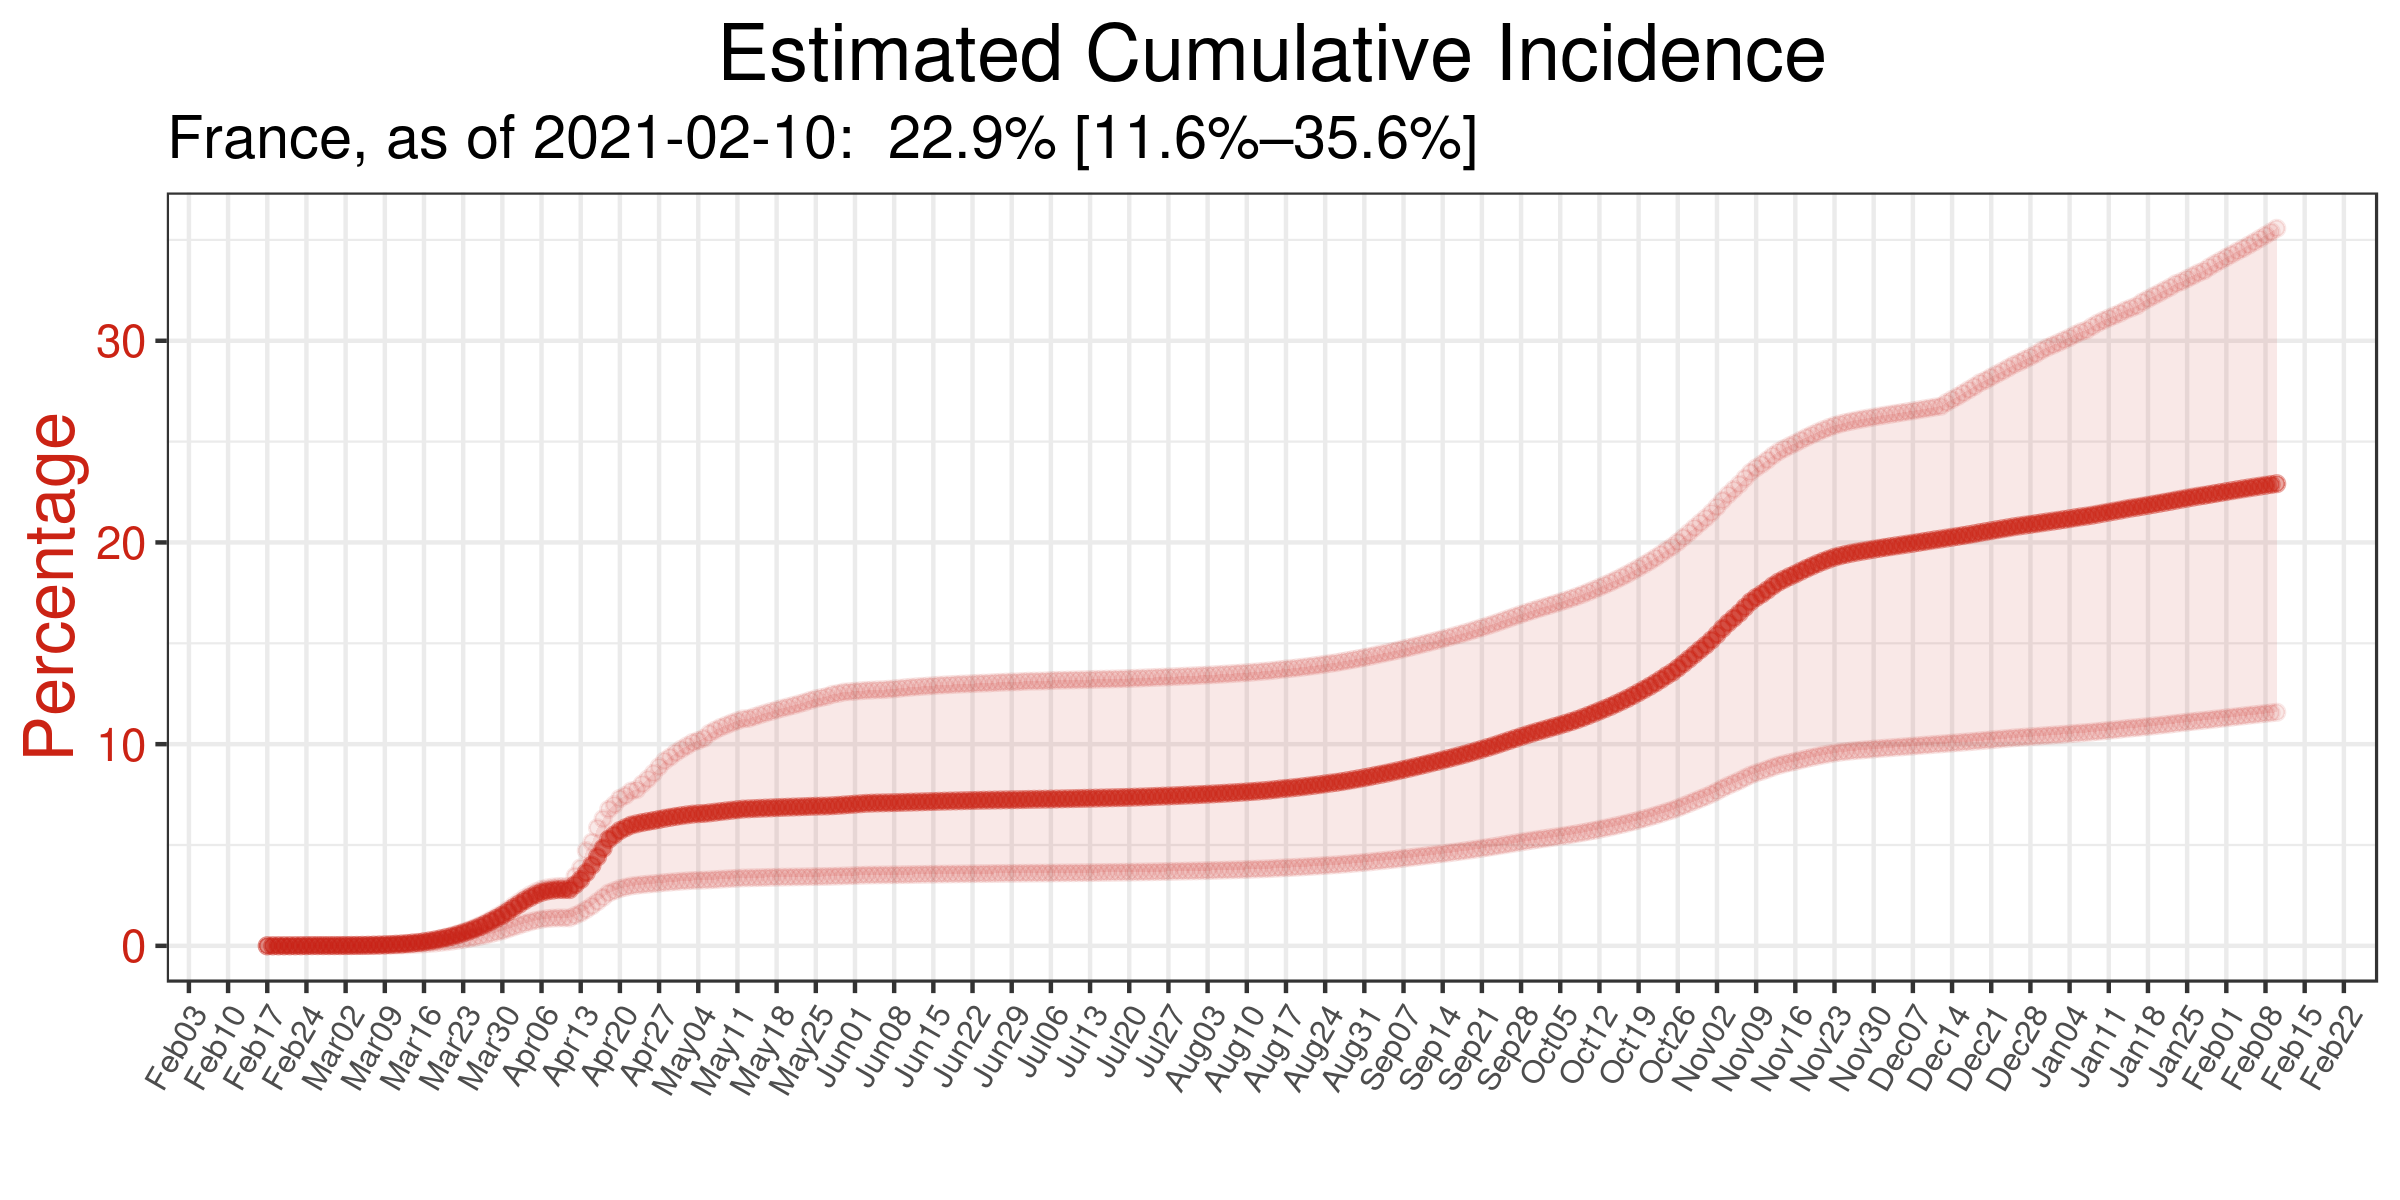 Estimated Cumulative Incidence
France, as of 2021-02-10:  22.9% [11.6%–35.6%]
Percentage
30
20
10
0
Feb03 Feb10 Feb17 Feb24 Mar02 Mar09 Mar16 Mar23 Mar30 Apr06 Apr13 Apr20 Apr27 May04 May11 May18 May25 Jun01 Jun08 Jun15 Jun22 Jun29 Jul06 Jul13 Jul20 Jul27 Aug03 Aug10 Aug17 Aug24 Aug31 Sep07 Sep14 Sep21 Sep28 Oct05 Oct12 Oct19 Oct26 Nov02 Nov09 Nov16 Nov23 Nov30 Dec07 Dec14 Dec21 Dec28 Jan04 Jan11 Jan18 Jan25 Feb01 Feb08 Feb15 Feb22